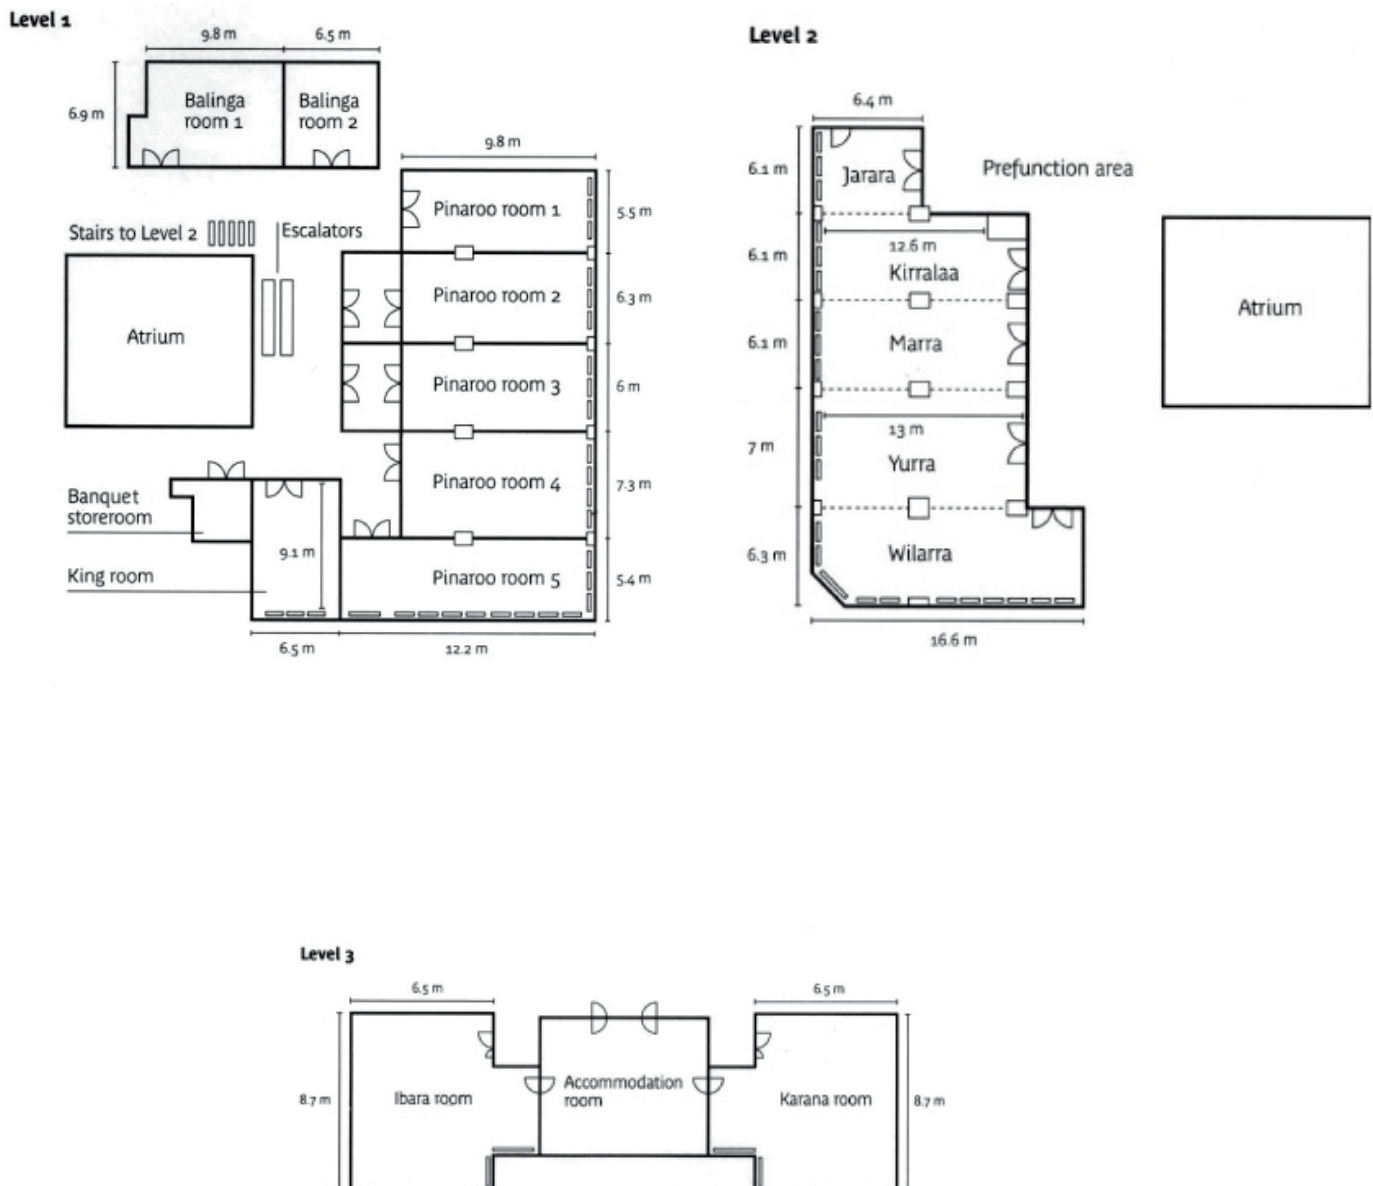 Level 1
9.8 m
6.5 m
6.9 m
Balinga
room 1
Balinga
room 2
9.8 m
Pinaroo room 1
5.5 m
Stairs to Level 2
Escalators
Pinaroo room 2
6.3 m
Atrium
Pinaroo room 3
6 m
Pinaroo room 4
7.3 m
Banquet
storeroom
9.1 m
King room
Pinaroo room 5
5.4 m
6.5 m
12.2 m
Level 2
6.4 m
6.1 m
Jarara
Prefunction area
12.6 m
6.1 m
Kirralaa
Atrium
6.1 m
Marra
13 m
7 m
Yurra
6.3 m
Wilarra
16.6 m
Level 3
6.5 m
6.5 m
8.7 m
Ibara room
Accommodation
room
Karana room
8.7 m